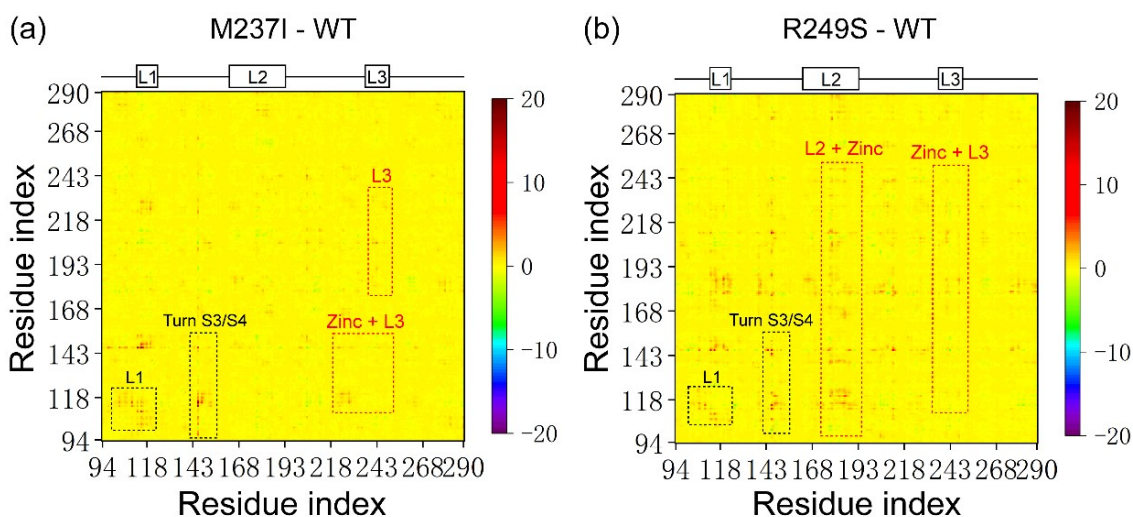 (a) M237I - WT
L1 L2 L3
290
268
243
218
193
168
143
118
94
Residue index
L3
Turn S3/S4
Zinc + L3
L1
94 118 143 168 193 218 243 268 290
Residue index
20
10
0
−10
−20
(b) R249S - WT
L1 L2 L3
290
268
243
218
193
168
143
118
94
Residue index
L2 + Zinc
Zinc + L3
Turn S3/S4
L1
94 118 143 168 193 218 243 268 290
Residue index
20
10
0
−10
−20